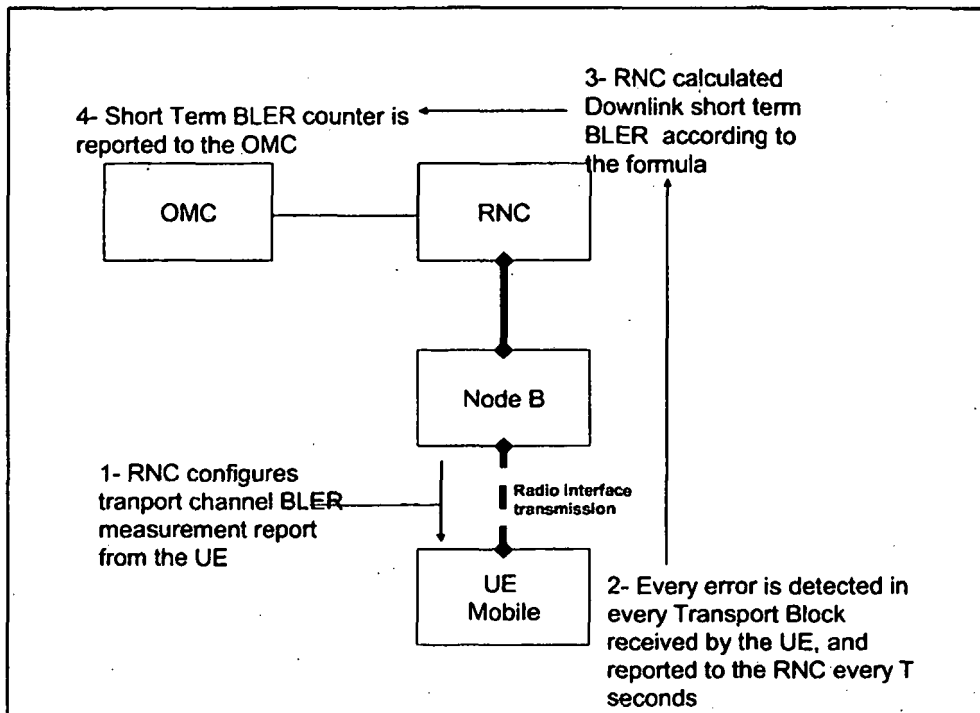 3- RNC calculated
Downlink short term
BLER according to
the formula
4- Short Term BLER counter is
reported to the OMC
OMC
RNC
Node B
1- RNC configures
tranport channel BLER
measurement report
from the UE
Radio Interface
transmission
UE
Mobile
2- Every error is detected in
every Transport Block
received by the UE, and
reported to the RNC every T
seconds